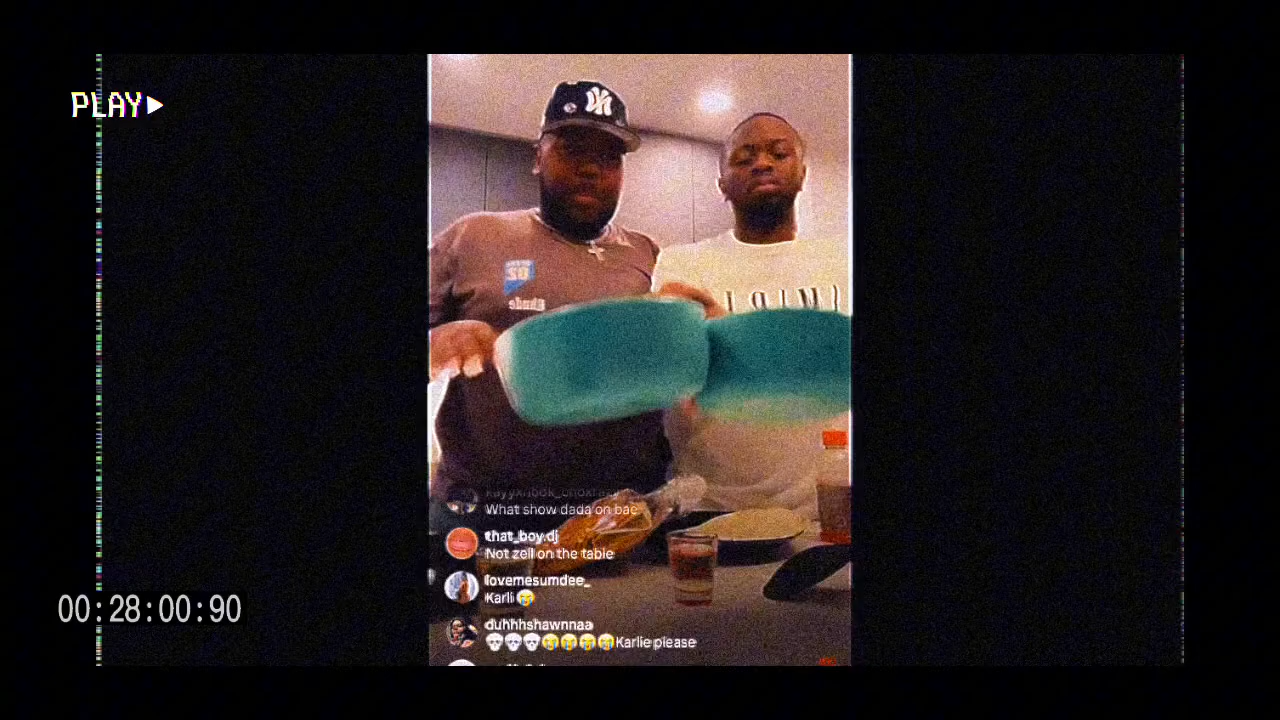 PLAY
What show dada on bae
that_boy.dj
Not zell on the table
lovemesumdee_
Karli 😭
duhhhshawnnaa
💀💀💀😭😭😭😭Karlie please
00:28:00:90